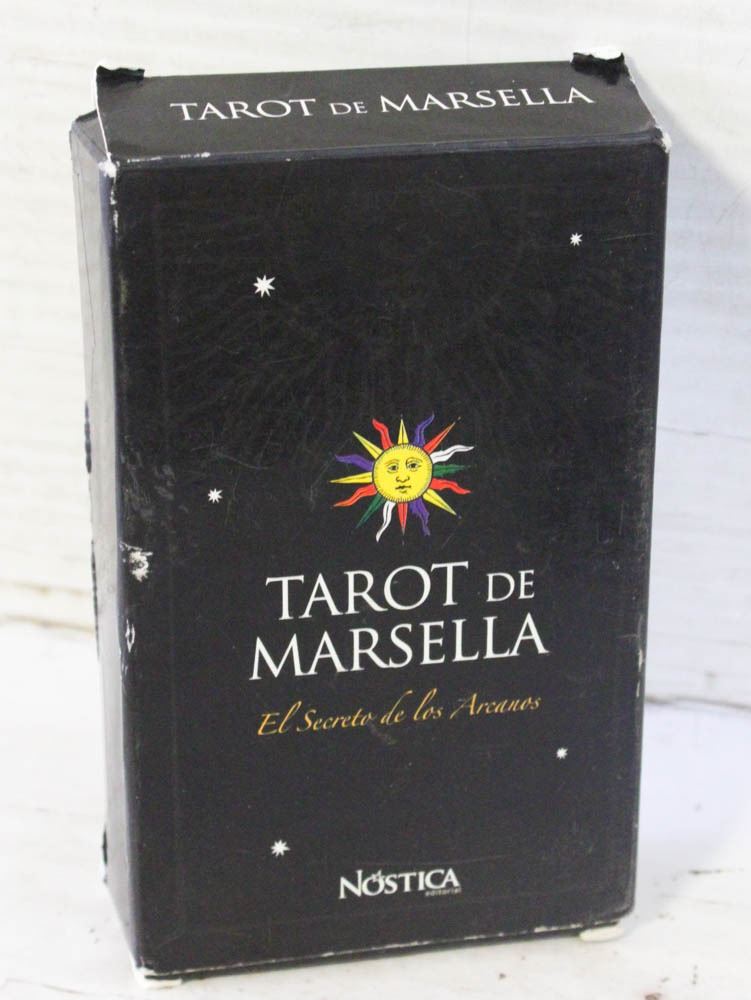 TAROT DE MARSELLA
TAROT DE
MARSELLA
El Secreto de los Arcanos
NÓSTICA
editorial